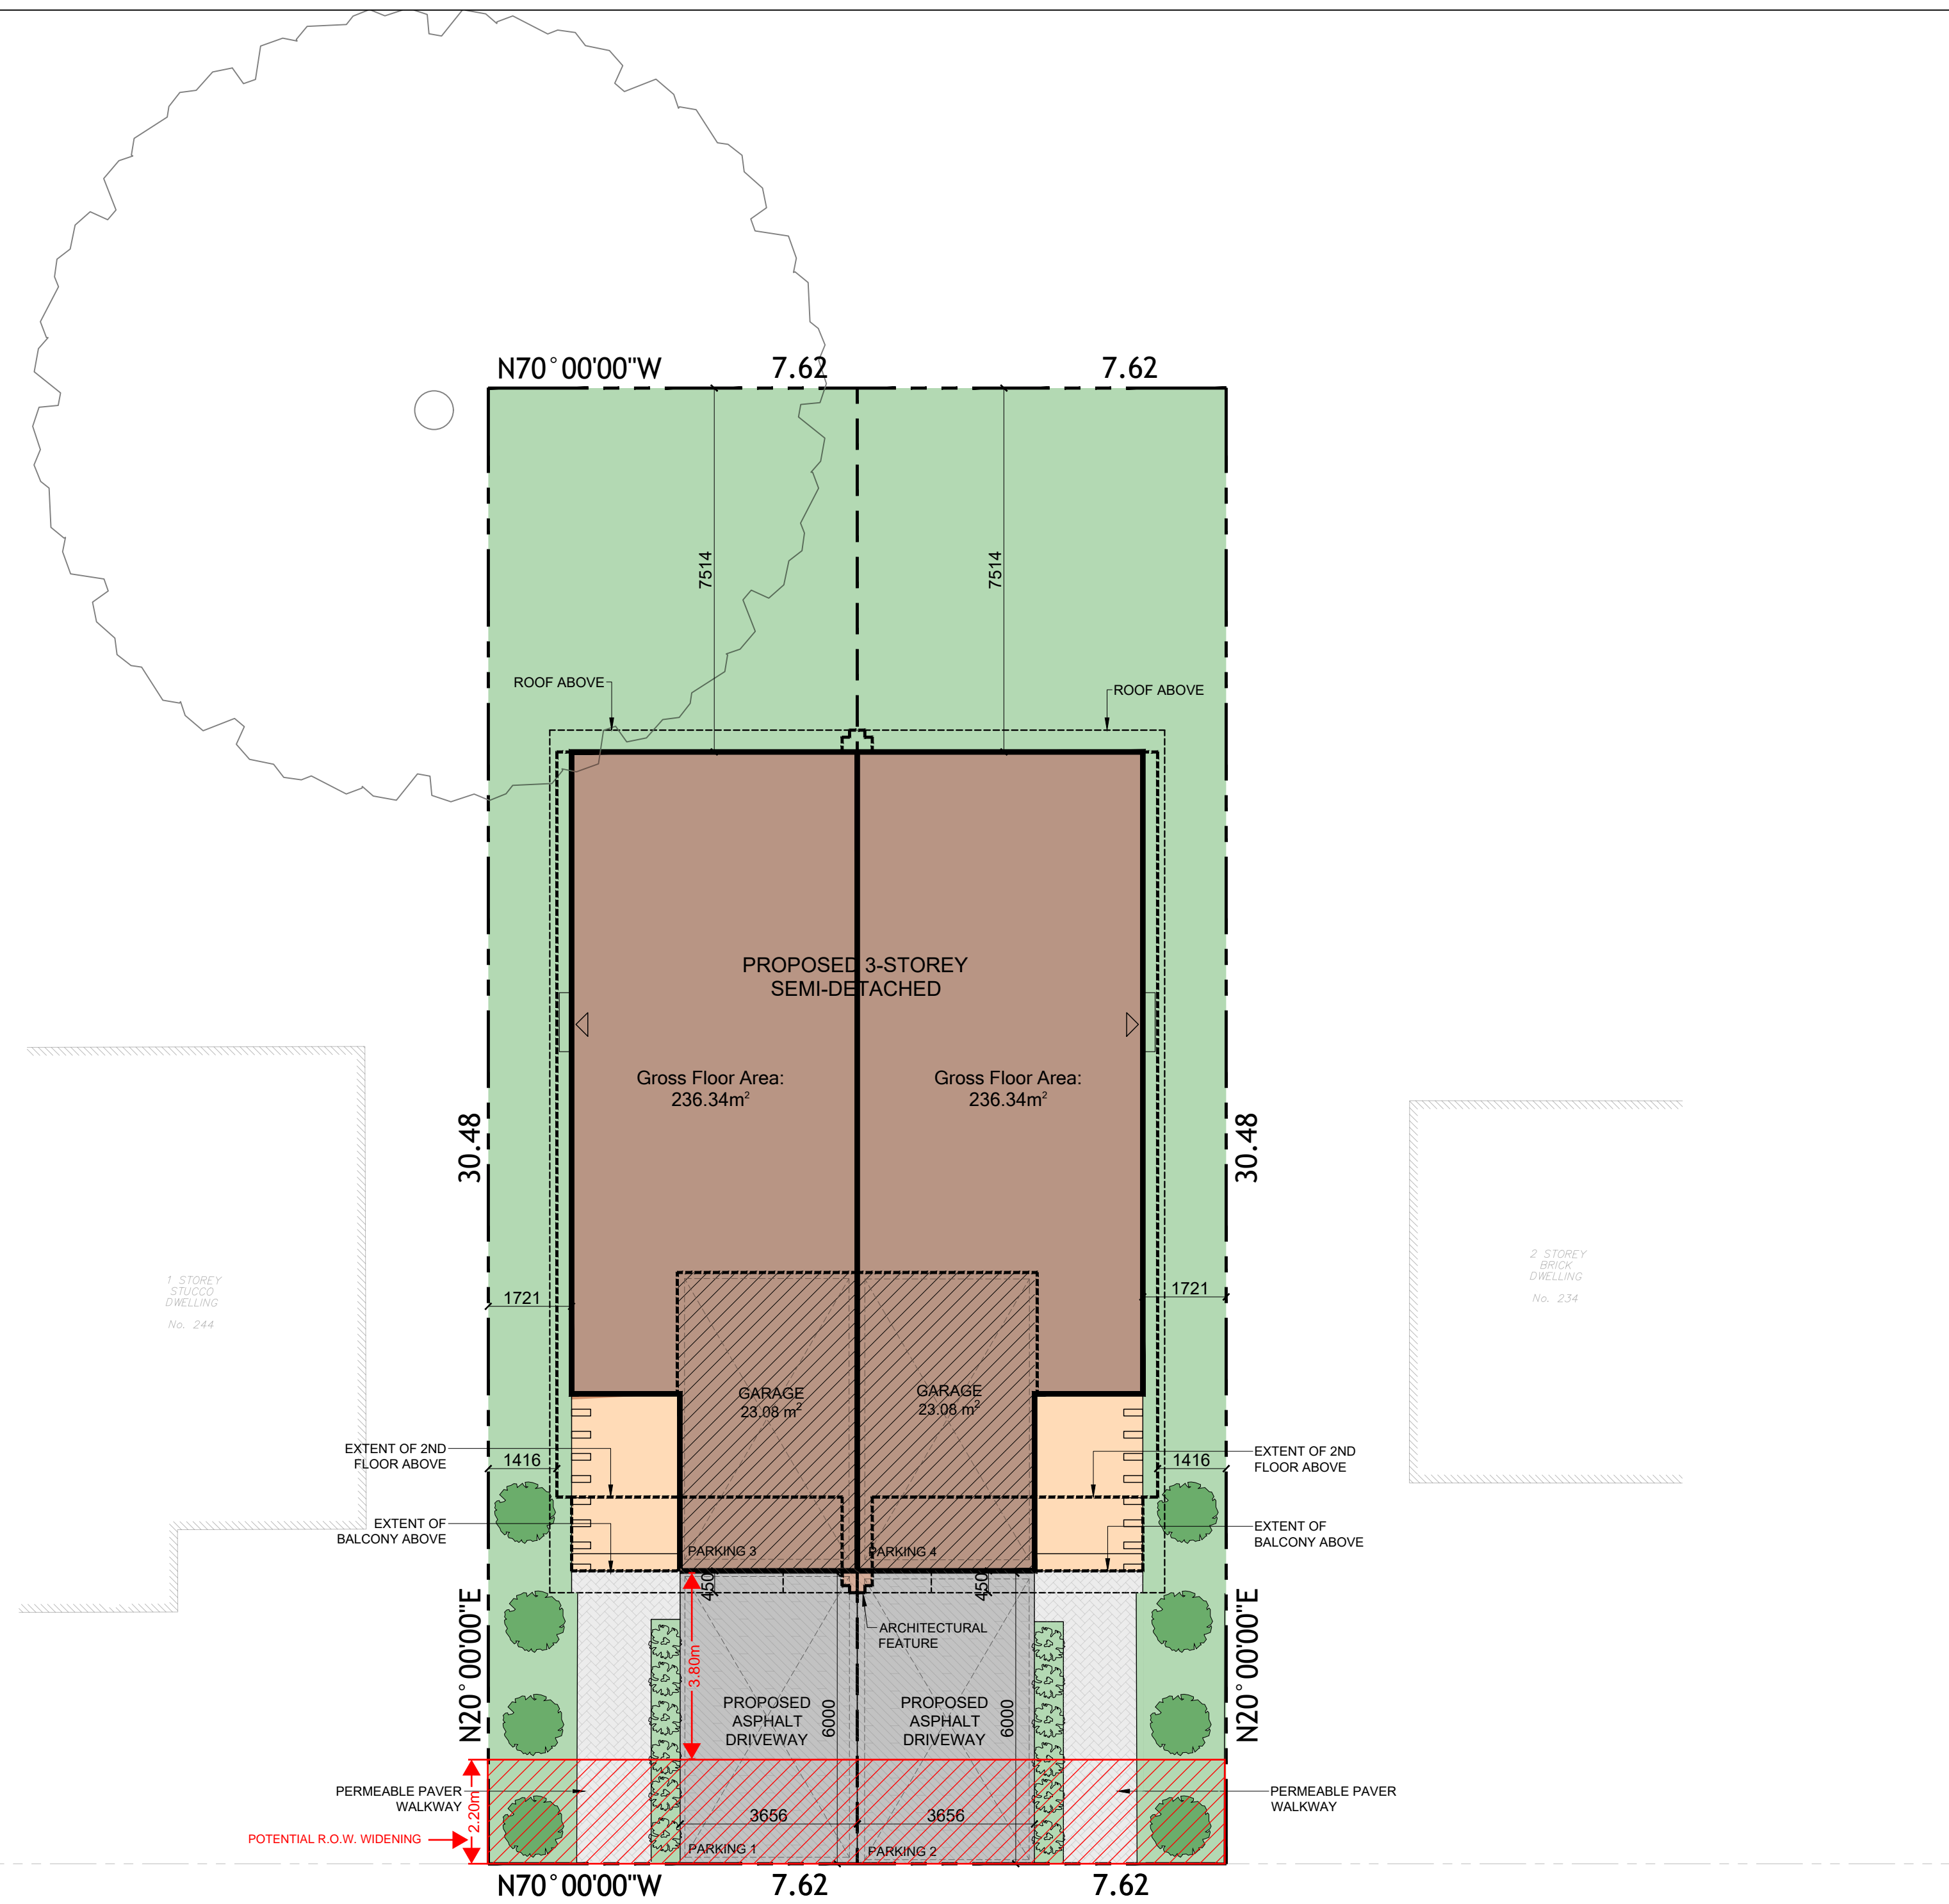 N70°00'00"W 7.62 7.62
7514 7514
ROOF ABOVE ROOF ABOVE
PROPOSED 3-STOREY
SEMI-DETACHED
Gross Floor Area:
236.34m²
Gross Floor Area:
236.34m²
30.48 30.48
1 STOREY
STUCCO
DWELLING
No. 244
2 STOREY
BRICK
DWELLING
No. 234
1721 1721
GARAGE
23.08 m²
GARAGE
23.08 m²
EXTENT OF 2ND
FLOOR ABOVE
1416 1416
EXTENT OF 2ND
FLOOR ABOVE
EXTENT OF
BALCONY ABOVE
EXTENT OF
BALCONY ABOVE
PARKING 3 PARKING 4
450 450
N20°00'00"E N20°00'00"E
ARCHITECTURAL
FEATURE
3.80m
PROPOSED
ASPHALT
DRIVEWAY
6000
PROPOSED
ASPHALT
DRIVEWAY
6000
PERMEABLE PAVER
WALKWAY
PERMEABLE PAVER
WALKWAY
2.20m
3656 3656
POTENTIAL R.O.W. WIDENING
PARKING 1 PARKING 2
N70°00'00"W 7.62 7.62